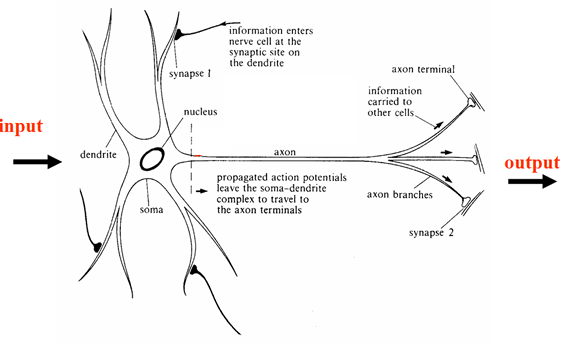 information enters
nerve cell at the
synaptic site on
the dendrite
synapse 1
axon terminal
information
carried to
other cells
nucleus
input
dendrite
axon
output
propagated action potentials
leave the soma-dendrite
complex to travel to
the axon terminals
axon branches
soma
synapse 2